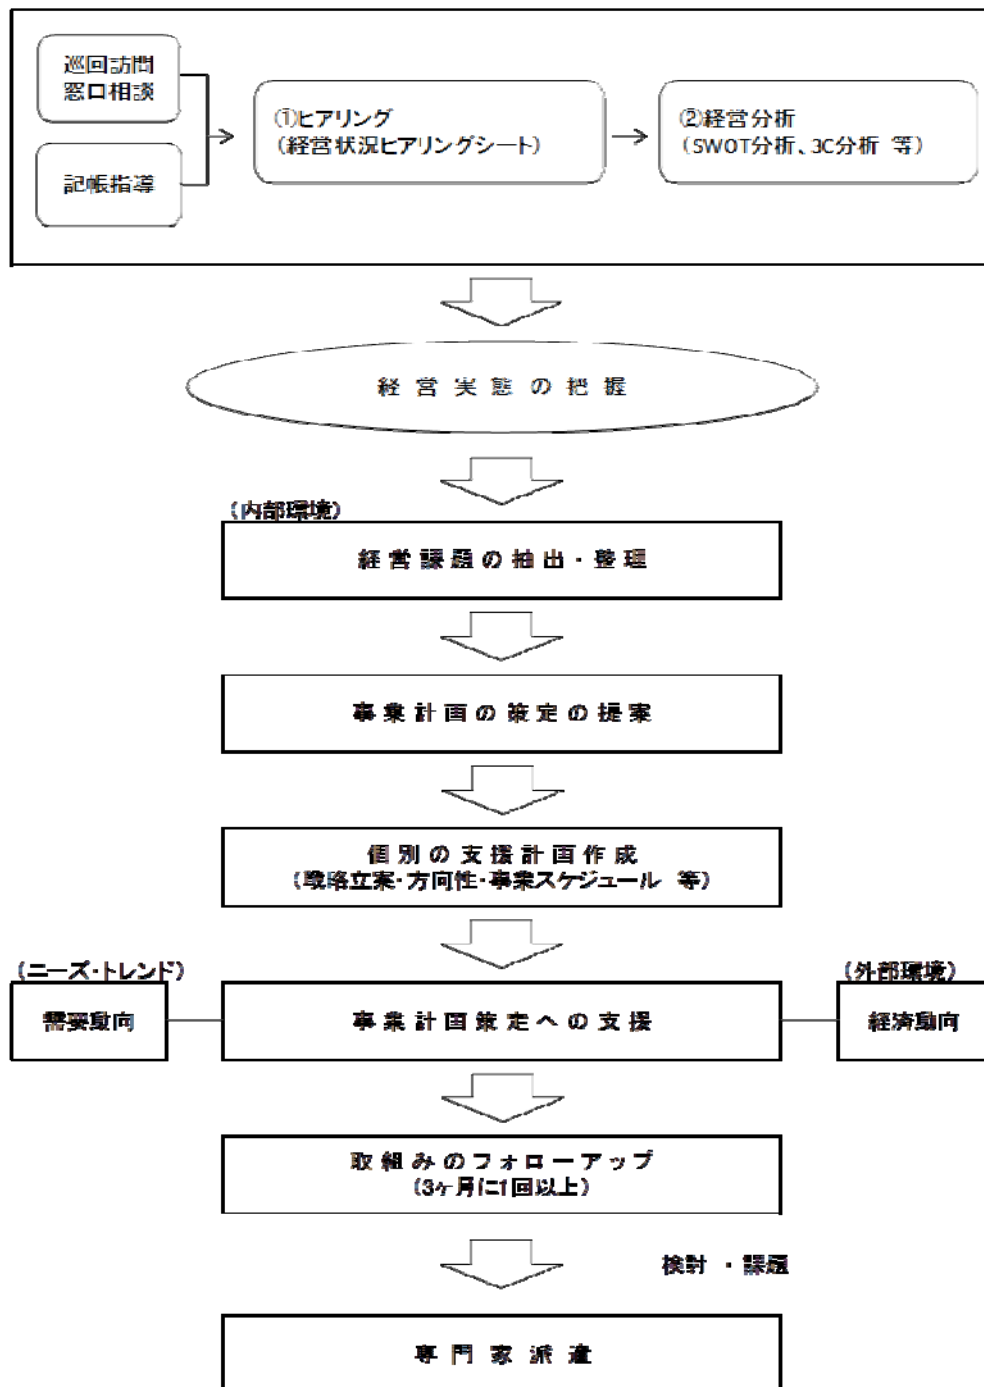 巡回訪問
窓口相談
記帳指導
①ヒアリング
(経営状況ヒアリングシート)
②経営分析
(SWOT分析、3C分析 等)
経営実態の把握
(内部環境)
経営課題の抽出・整理
事業計画の策定の提案
個別の支援計画作成
(戦略立案・方向性・事業スケジュール 等)
(ニーズ・トレンド)
需要動向
事業計画策定への支援
(外部環境)
経済動向
取組みのフォローアップ
(3ヶ月に1回以上)
検討 ・課題
専門家派遣